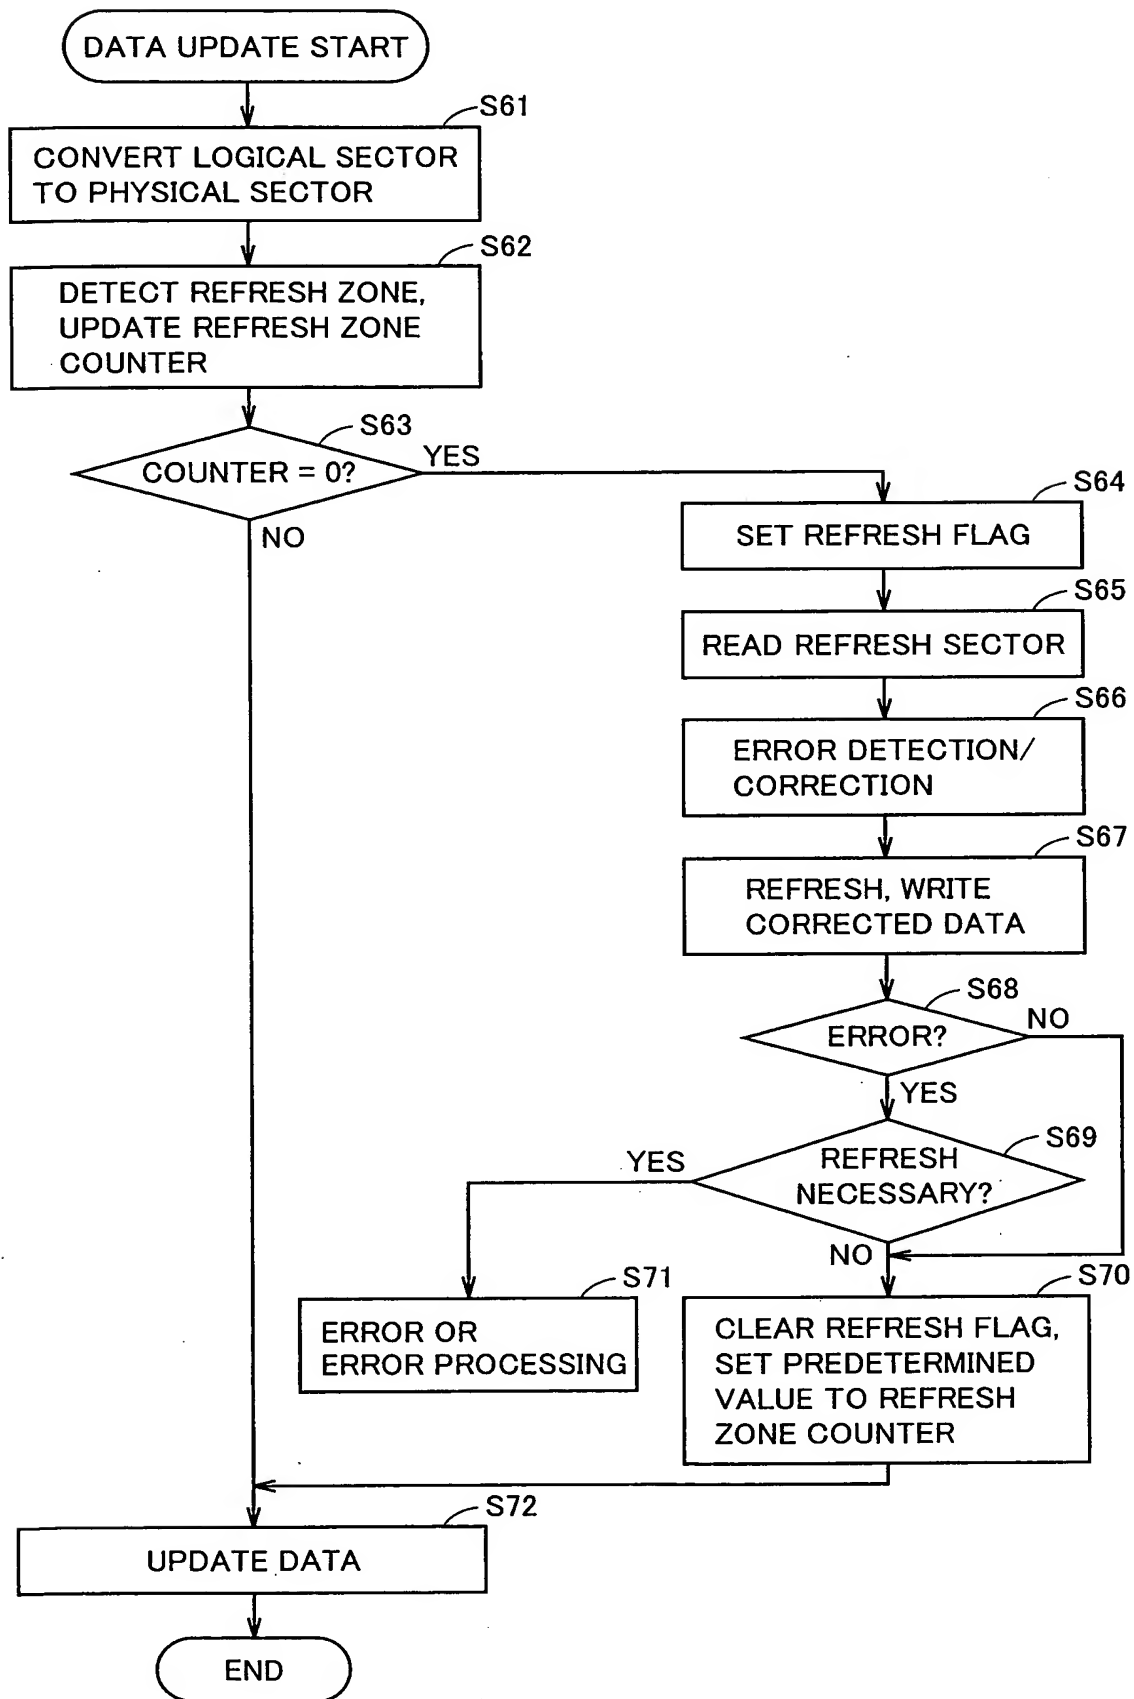 DATA UPDATE START
S61
CONVERT LOGICAL SECTOR
TO PHYSICAL SECTOR
S62
DETECT REFRESH ZONE,
UPDATE REFRESH ZONE
COUNTER
S63
COUNTER = 0?
YES
NO
S64
SET REFRESH FLAG
S65
READ REFRESH SECTOR
S66
ERROR DETECTION/
CORRECTION
S67
REFRESH, WRITE
CORRECTED DATA
S68
ERROR?
NO
YES
S69
REFRESH
NECESSARY?
YES
NO
S71
ERROR OR
ERROR PROCESSING
S70
CLEAR REFRESH FLAG,
SET PREDETERMINED
VALUE TO REFRESH
ZONE COUNTER
S72
UPDATE DATA
END